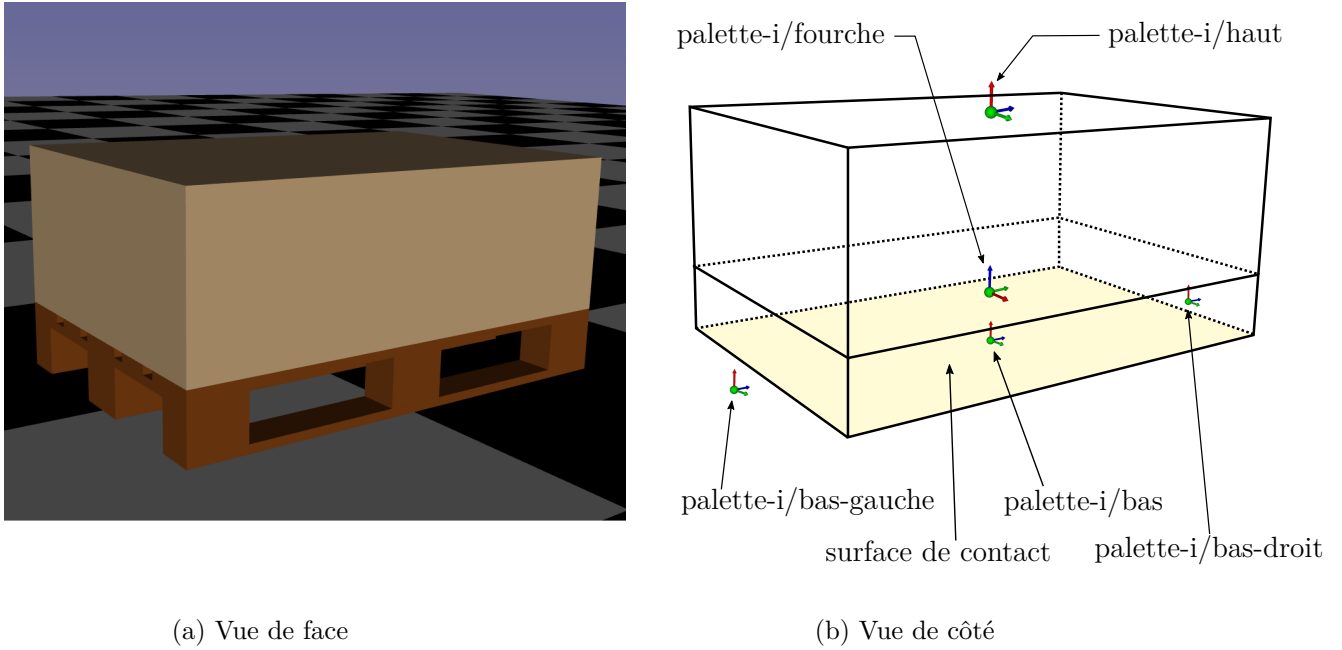 palette-i/fourche
palette-i/haut
palette-i/bas-gauche
palette-i/bas
surface de contact
palette-i/bas-droit
(a) Vue de face
(b) Vue de côté